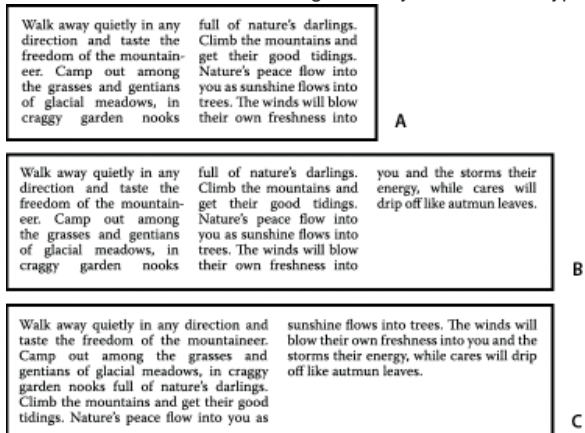 Walk away quietly in any
direction and taste the
freedom of the mountain-
eer. Camp out among
the grasses and gentians
of glacial meadows, in
craggy garden nooks
full of nature's darlings.
Climb the mountains and
get their good tidings.
Nature's peace flow into
you as sunshine flows into
trees. The winds will blow
their own freshness into
A
Walk away quietly in any
direction and taste the
freedom of the mountain-
eer. Camp out among
the grasses and gentians
of glacial meadows, in
craggy garden nooks
full of nature's darlings.
Climb the mountains and
get their good tidings.
Nature's peace flow into
you as sunshine flows into
trees. The winds will blow
their own freshness into
you and the storms their
energy, while cares will
drip off like autmun leaves.
B
Walk away quietly in any direction and
taste the freedom of the mountaineer.
Camp out among the grasses and
gentians of glacial meadows, in craggy
garden nooks full of nature's darlings.
Climb the mountains and get their good
tidings. Nature's peace flow into you as
sunshine flows into trees. The winds will
blow their own freshness into you and the
storms their energy, while cares will drip
off like autmun leaves.
C